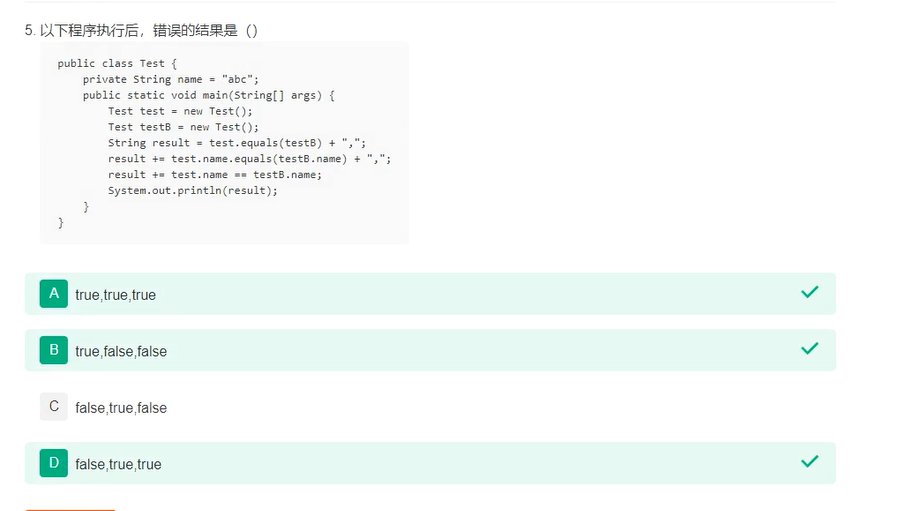 5. 以下程序执行后，错误的结果是（）
public class Test {
    private String name = "abc";
    public static void main(String[] args) {
        Test test = new Test();
        Test testB = new Test();
        String result = test.equals(testB) + ",";
        result += test.name.equals(testB.name) + ",";
        result += test.name == testB.name;
        System.out.println(result);
    }
}
A true,true,true
B true,false,false
C false,true,false
D false,true,true